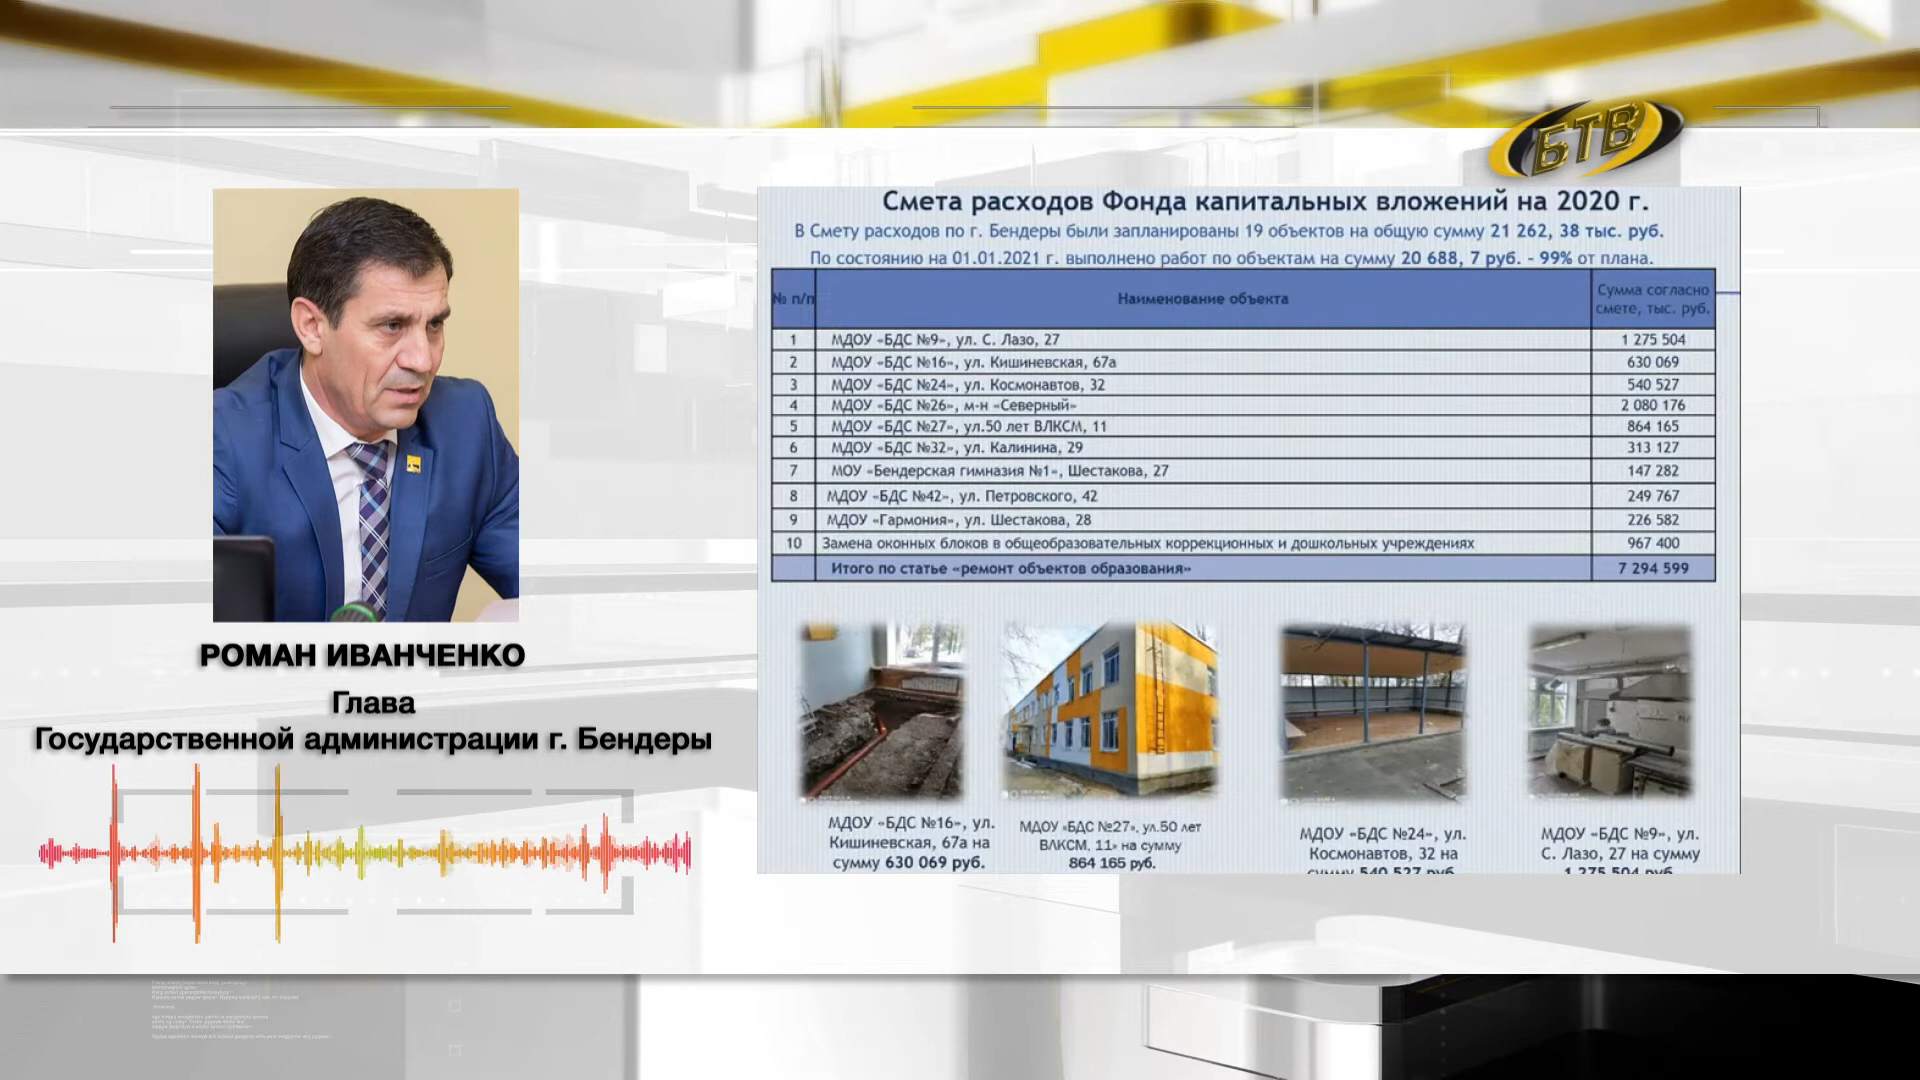 БТВ
РОМАН ИВАНЧЕНКО
Глава
Государственной администрации г. Бендеры
Смета расходов Фонда капитальных вложений на 2020 г.
В Смету расходов по г. Бендеры были запланированы 19 объектов на общую сумму 21 262, 38 тыс. руб.
По состоянию на 01.01.2021 г. выполнено работ по объектам на сумму 20 688, 7 руб. - 99% от плана.
№ п/п Наименование объекта Сумма согласно
смете, тыс. руб.
1 МДОУ «БДС №9», ул. С. Лазо, 27 1 275 504
2 МДОУ «БДС №16», ул. Кишиневская, 67а 630 069
3 МДОУ «БДС №24», ул. Космонавтов, 32 540 527
4 МДОУ «БДС №26», м-н «Северный» 2 080 176
5 МДОУ «БДС №27», ул.50 лет ВЛКСМ, 11 864 165
6 МДОУ «БДС №32», ул. Калинина, 29 313 127
7 МОУ «Бендерская гимназия №1», Шестакова, 27 147 282
8 МДОУ «БДС №42», ул. Петровского, 42 249 767
9 МДОУ «Гармония», ул. Шестакова, 28 226 582
10 Замена оконных блоков в общеобразовательных коррекционных и дошкольных учреждениях 967 400
Итого по статье «ремонт объектов образования» 7 294 599
МДОУ «БДС №16», ул.
Кишиневская, 67а на
сумму 630 069 руб.
МДОУ «БДС №27», ул.50 лет
ВЛКСМ, 11» на сумму
864 165 руб.
МДОУ «БДС №24», ул.
Космонавтов, 32 на
сумму 540 527 руб.
МДОУ «БДС №9», ул.
С. Лазо, 27 на сумму
1 275 504 руб.